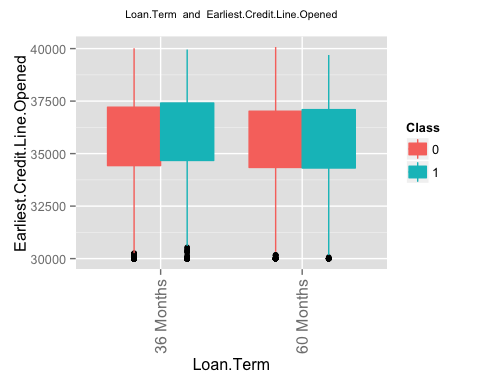 Loan.Term and Earliest.Credit.Line.Opened
Earliest.Credit.Line.Opened
40000
37500
35000
32500
30000
36 Months
60 Months
Loan.Term
Class
0
1